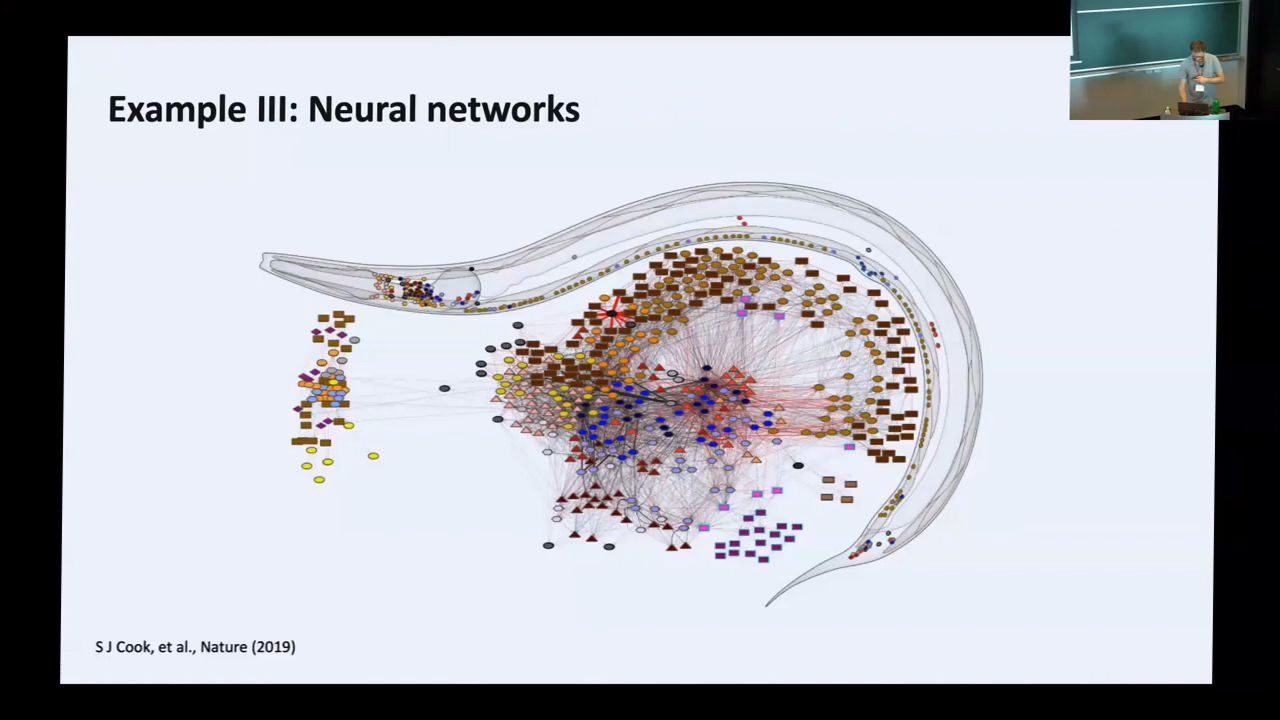 Example III: Neural networks
S J Cook, et al., Nature (2019)